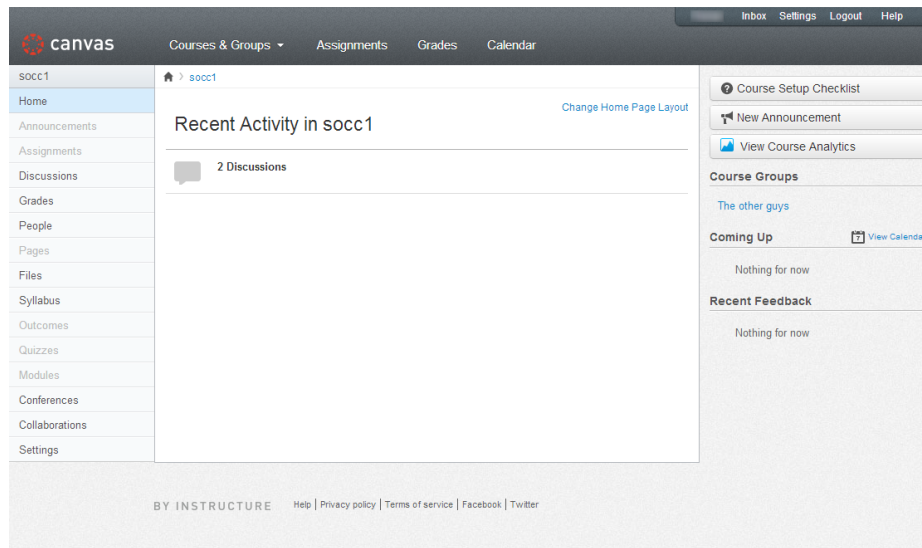 Inbox Settings Logout Help
canvas Courses & Groups Assignments Grades Calendar
socc1
Home
Announcements
Assignments
Discussions
Grades
People
Pages
Files
Syllabus
Outcomes
Quizzes
Modules
Conferences
Collaborations
Settings
socc1
Change Home Page Layout
Recent Activity in socc1
2 Discussions
Course Setup Checklist
New Announcement
View Course Analytics
Course Groups
The other guys
Coming Up 7 View Calenda
Nothing for now
Recent Feedback
Nothing for now
BY INSTRUCTURE Help | Privacy policy | Terms of service | Facebook | Twitter